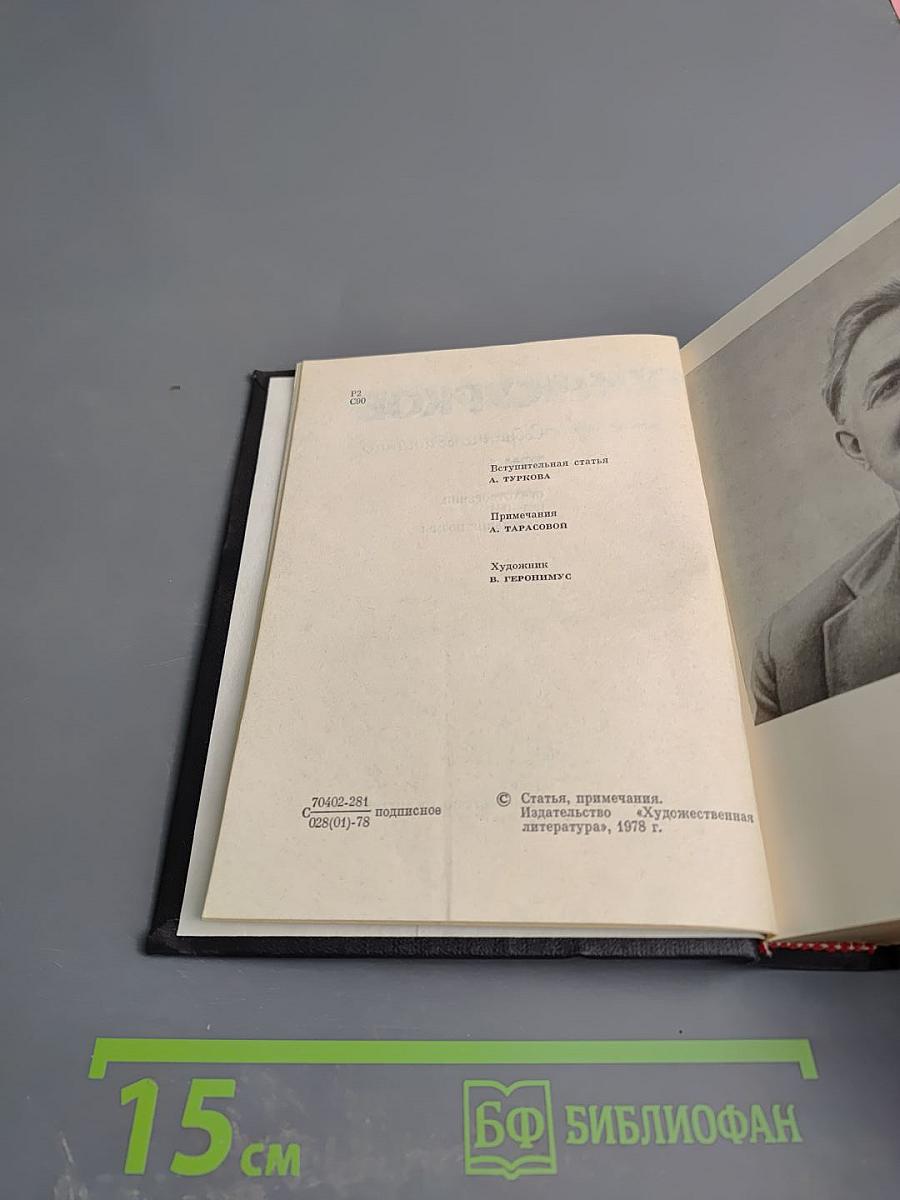 Р2
С90
Вступительная статья
А. ТУРКОВА
Примечания
А. ТАРАСОВОЙ
Художник
В. ГЕРОНИМУС
С 70402-281 подписное
028(01)-78
© Статья, примечания.
Издательство «Художественная
литература», 1978 г.
15 см
БФ БИБЛИОФАН